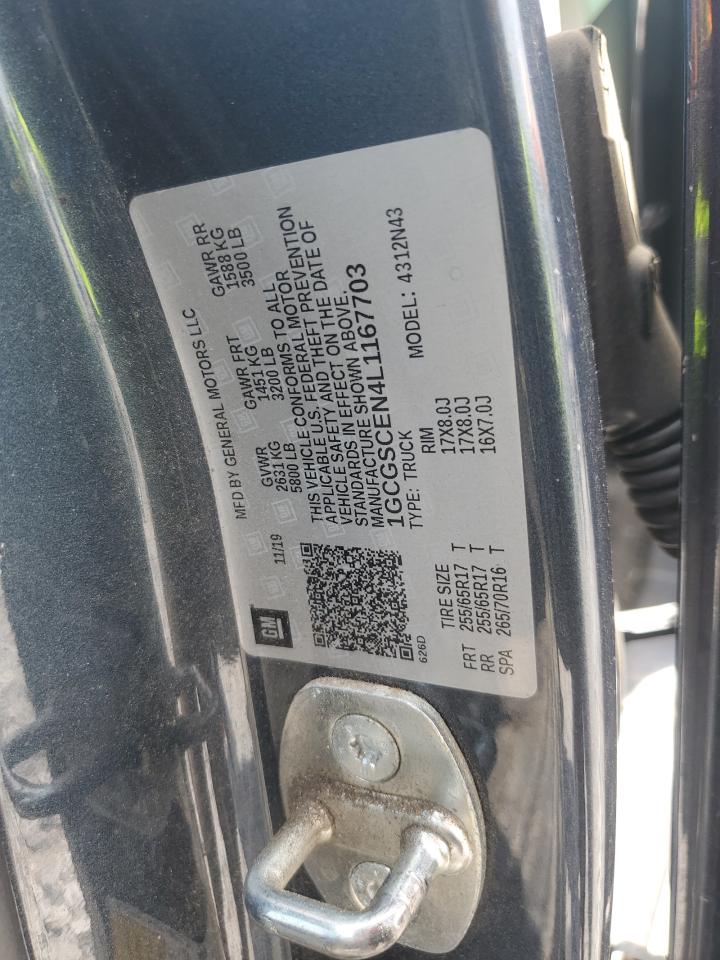 MFD BY GENERAL MOTORS LLC
GM
11/19
GVWR GAWR FRT GAWR RR
2631 KG 1451 KG 1588 KG
5800 LB 3200 LB 3500 LB
THIS VEHICLE CONFORMS TO ALL
APPLICABLE U.S. FEDERAL MOTOR
VEHICLE SAFETY AND THEFT PREVENTION
STANDARDS IN EFFECT ON THE DATE OF
MANUFACTURE SHOWN ABOVE.
1GCGSCEN4L1167703
626D
TYPE: TRUCK MODEL: 4312N43
TIRE SIZE RIM
FRT 255/65R17 T 17X8.0J
RR 255/65R17 T 17X8.0J
SPA 265/70R16 T 16X7.0J